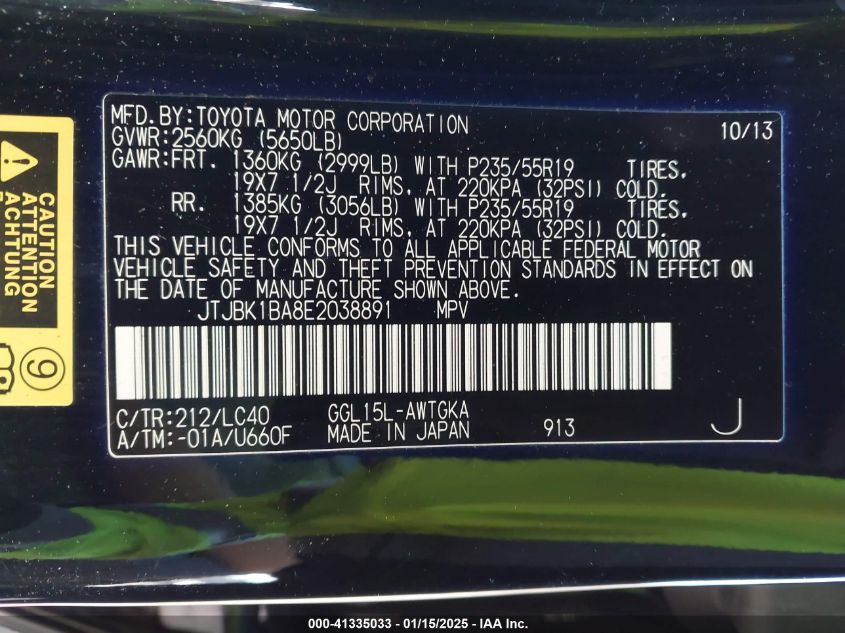 CAUTION
ATTENTION
ACHTUNG
9
MFD.BY:TOYOTA MOTOR CORPORATION 10/13
GVWR:2560KG (5650LB)
GAWR:FRT. 1360KG (2999LB) WITH P235/55R19 TIRES.
19X7 1/2J RIMS, AT 220KPA (32PSI) COLD.
RR. 1385KG (3056LB) WITH P235/55R19 TIRES.
19X7 1/2J RIMS, AT 220KPA (32PSI) COLD.
THIS VEHICLE CONFORMS TO ALL APPLICABLE FEDERAL MOTOR
VEHICLE SAFETY AND THEFT PREVENTION STANDARDS IN EFFECT ON
THE DATE OF MANUFACTURE SHOWN ABOVE.
JTJBK1BA8E2038891 MPV
C/TR:212/LC40 GGL15L-AWTGKA
A/TM:-01A/U660F MADE IN JAPAN 913 J
000-41335033 - 01/15/2025 - IAA Inc.